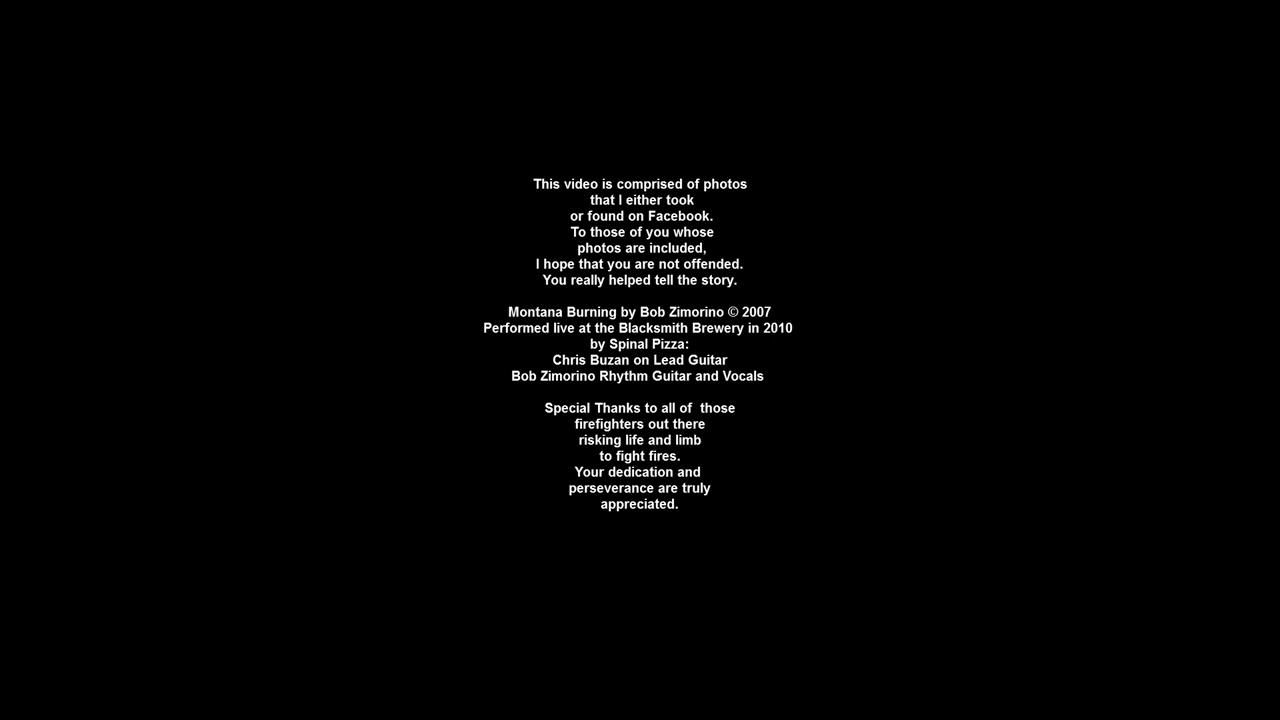 This video is comprised of photos
that I either took
or found on Facebook.
To those of you whose
photos are included,
I hope that you are not offended.
You really helped tell the story.
Montana Burning by Bob Zimorino © 2007
Performed live at the Blacksmith Brewery in 2010
by Spinal Pizza:
Chris Buzan on Lead Guitar
Bob Zimorino Rhythm Guitar and Vocals
Special Thanks to all of  those
firefighters out there
risking life and limb
to fight fires.
Your dedication and
perseverance are truly
appreciated.